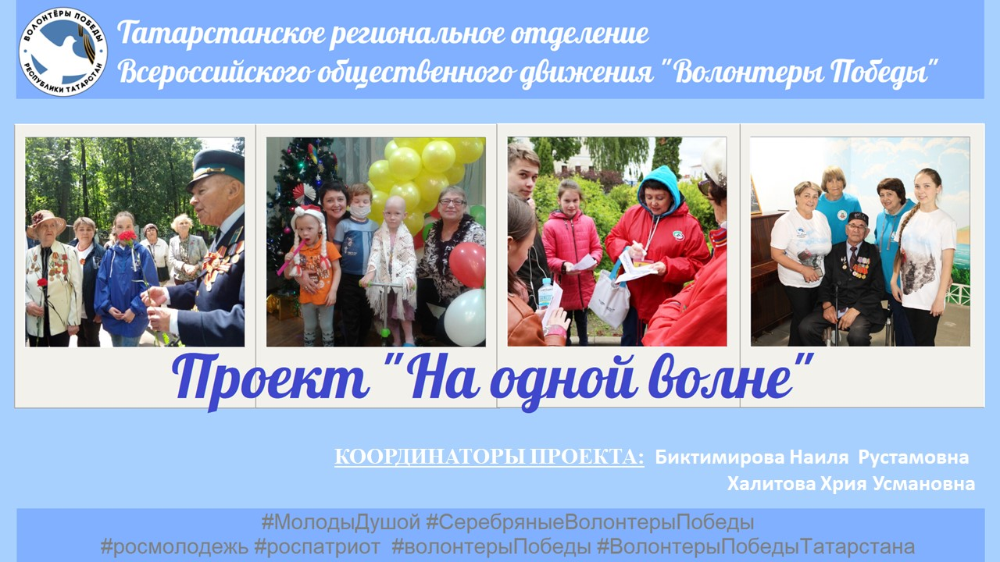 ВОЛОНТЁРЫ ПОБЕДЫ
РЕСПУБЛИКИ ТАТАРСТАН
Татарстанское региональное отделение
Всероссийского общественного движения "Волонтеры Победы"
Проект "На одной волне"
КООРДИНАТОРЫ ПРОЕКТА: Биктимирова Наиля Рустамовна
Халитова Хрия Усмановна
#МолодыДушой #СеребряныеВолонтерыПобеды
#росмолодежь #роспатриот #волонтерыПобеды #ВолонтерыПобедыТатарстана